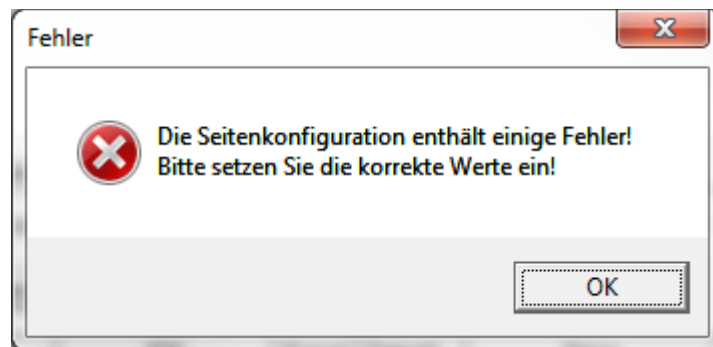 Fehler
Die Seitenkonfiguration enthält einige Fehler!
Bitte setzen Sie die korrekte Werte ein!
OK